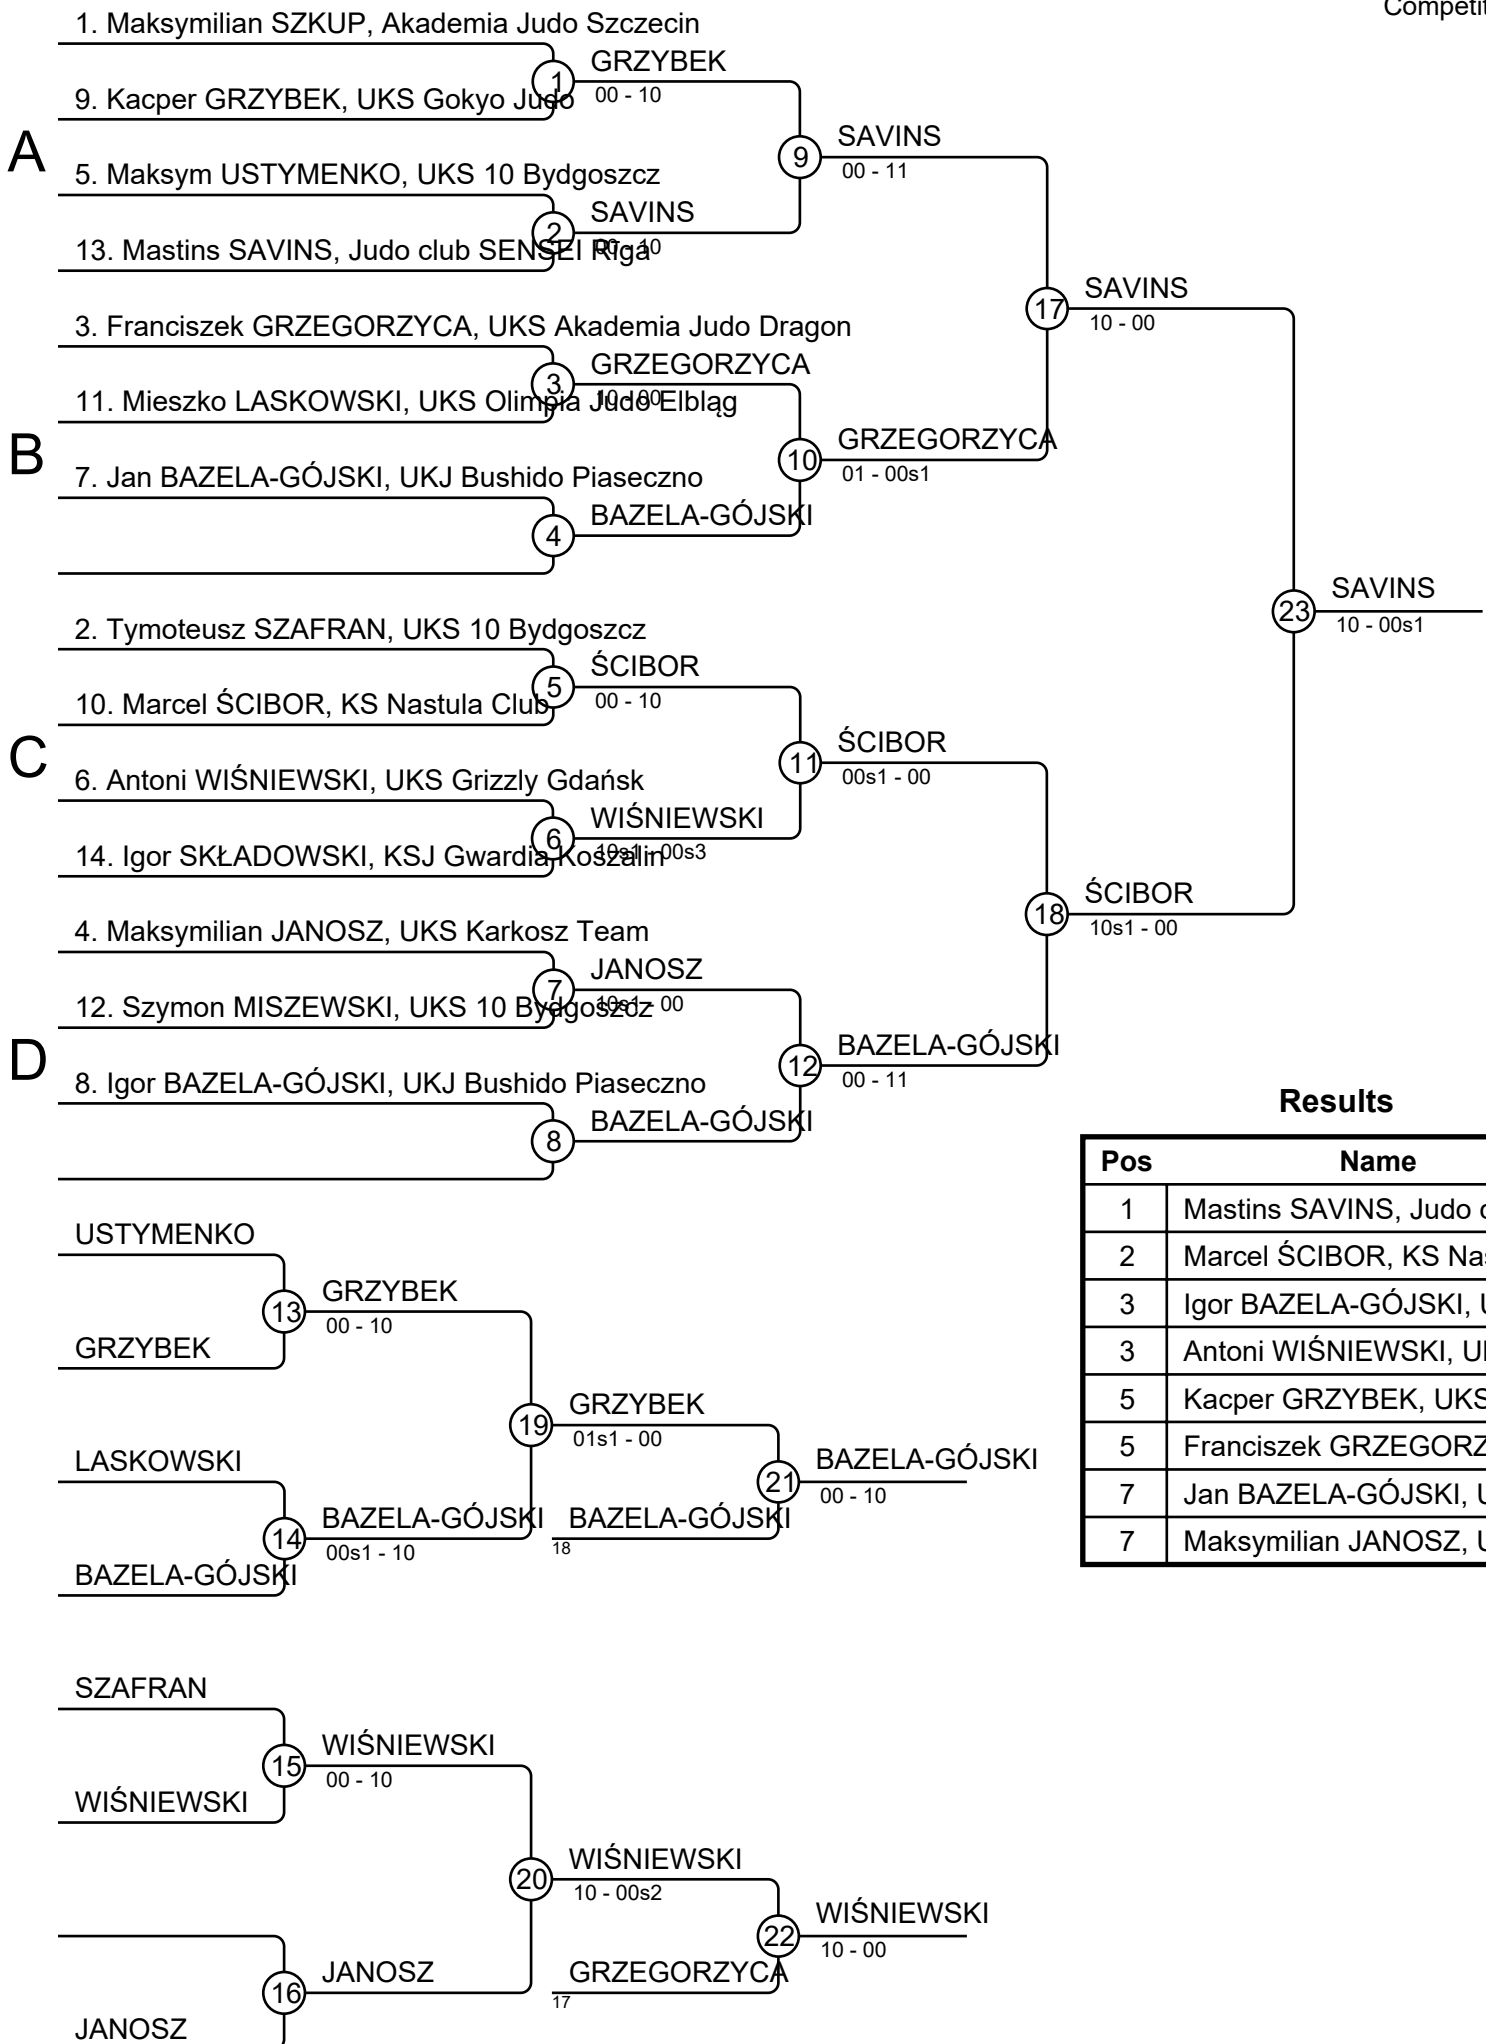 Competit
1. Maksymilian SZKUP, Akademia Judo Szczecin
GRZYBEK
1
00 - 10
9. Kacper GRZYBEK, UKS Gokyo Judo
A
SAVINS
9
00 - 11
5. Maksym USTYMENKO, UKS 10 Bydgoszcz
SAVINS
2
00 - 10
13. Mastins SAVINS, Judo club SENSEI Rīga
SAVINS
17
10 - 00
3. Franciszek GRZEGORZYCA, UKS Akademia Judo Dragon
GRZEGORZYCA
3
10 - 00
11. Mieszko LASKOWSKI, UKS Olimpia Judo Elbląg
B
GRZEGORZYCA
10
01 - 00s1
7. Jan BAZELA-GÓJSKI, UKJ Bushido Piaseczno
BAZELA-GÓJSKI
4
SAVINS
23
10 - 00s1
2. Tymoteusz SZAFRAN, UKS 10 Bydgoszcz
ŚCIBOR
5
00 - 10
10. Marcel ŚCIBOR, KS Nastula Club
C
ŚCIBOR
11
00s1 - 00
6. Antoni WIŚNIEWSKI, UKS Grizzly Gdańsk
WIŚNIEWSKI
6
10s1 - 00s3
14. Igor SKŁADOWSKI, KSJ Gwardia Koszalin
ŚCIBOR
18
10s1 - 00
4. Maksymilian JANOSZ, UKS Karkosz Team
JANOSZ
7
10s1 - 00
12. Szymon MISZEWSKI, UKS 10 Bydgoszcz
D
BAZELA-GÓJSKI
12
00 - 11
8. Igor BAZELA-GÓJSKI, UKJ Bushido Piaseczno
BAZELA-GÓJSKI
8
Results
Pos Name
1 Mastins SAVINS, Judo c
2 Marcel ŚCIBOR, KS Nas
3 Igor BAZELA-GÓJSKI, U
3 Antoni WIŚNIEWSKI, UK
5 Kacper GRZYBEK, UKS
5 Franciszek GRZEGORZ
7 Jan BAZELA-GÓJSKI, U
7 Maksymilian JANOSZ, U
USTYMENKO
GRZYBEK
13
00 - 10
GRZYBEK
GRZYBEK
19
01s1 - 00
LASKOWSKI
BAZELA-GÓJSKI
14
00s1 - 10
BAZELA-GÓJSKI
BAZELA-GÓJSKI
18
BAZELA-GÓJSKI
21
00 - 10
SZAFRAN
WIŚNIEWSKI
15
00 - 10
WIŚNIEWSKI
WIŚNIEWSKI
20
10 - 00s2
JANOSZ
16
JANOSZ
GRZEGORZYCA
17
WIŚNIEWSKI
22
10 - 00